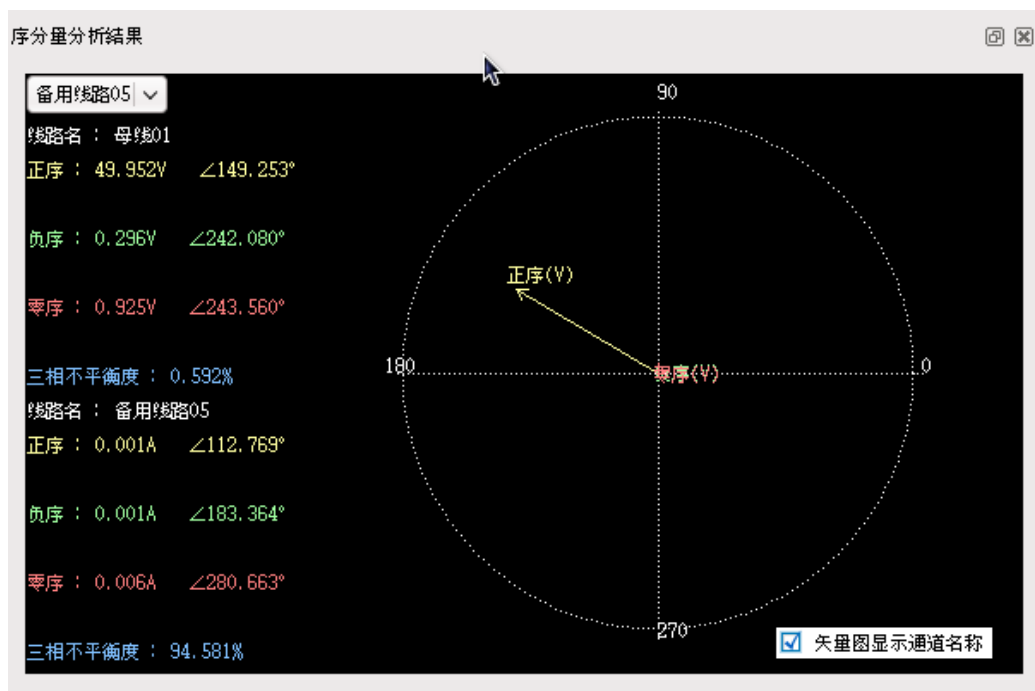 序分量分析结果
备用线路05
线路名 : 母线01
正序 : 49.952V ∠149.253°
负序 : 0.296V ∠242.080°
零序 : 0.925V ∠243.560°
三相不平衡度 : 0.592%
线路名 : 备用线路05
正序 : 0.001A ∠112.769°
负序 : 0.001A ∠183.364°
零序 : 0.006A ∠280.663°
三相不平衡度 : 94.581%
90
正序(V)
180
序(V)
0
270
矢量图显示通道名称